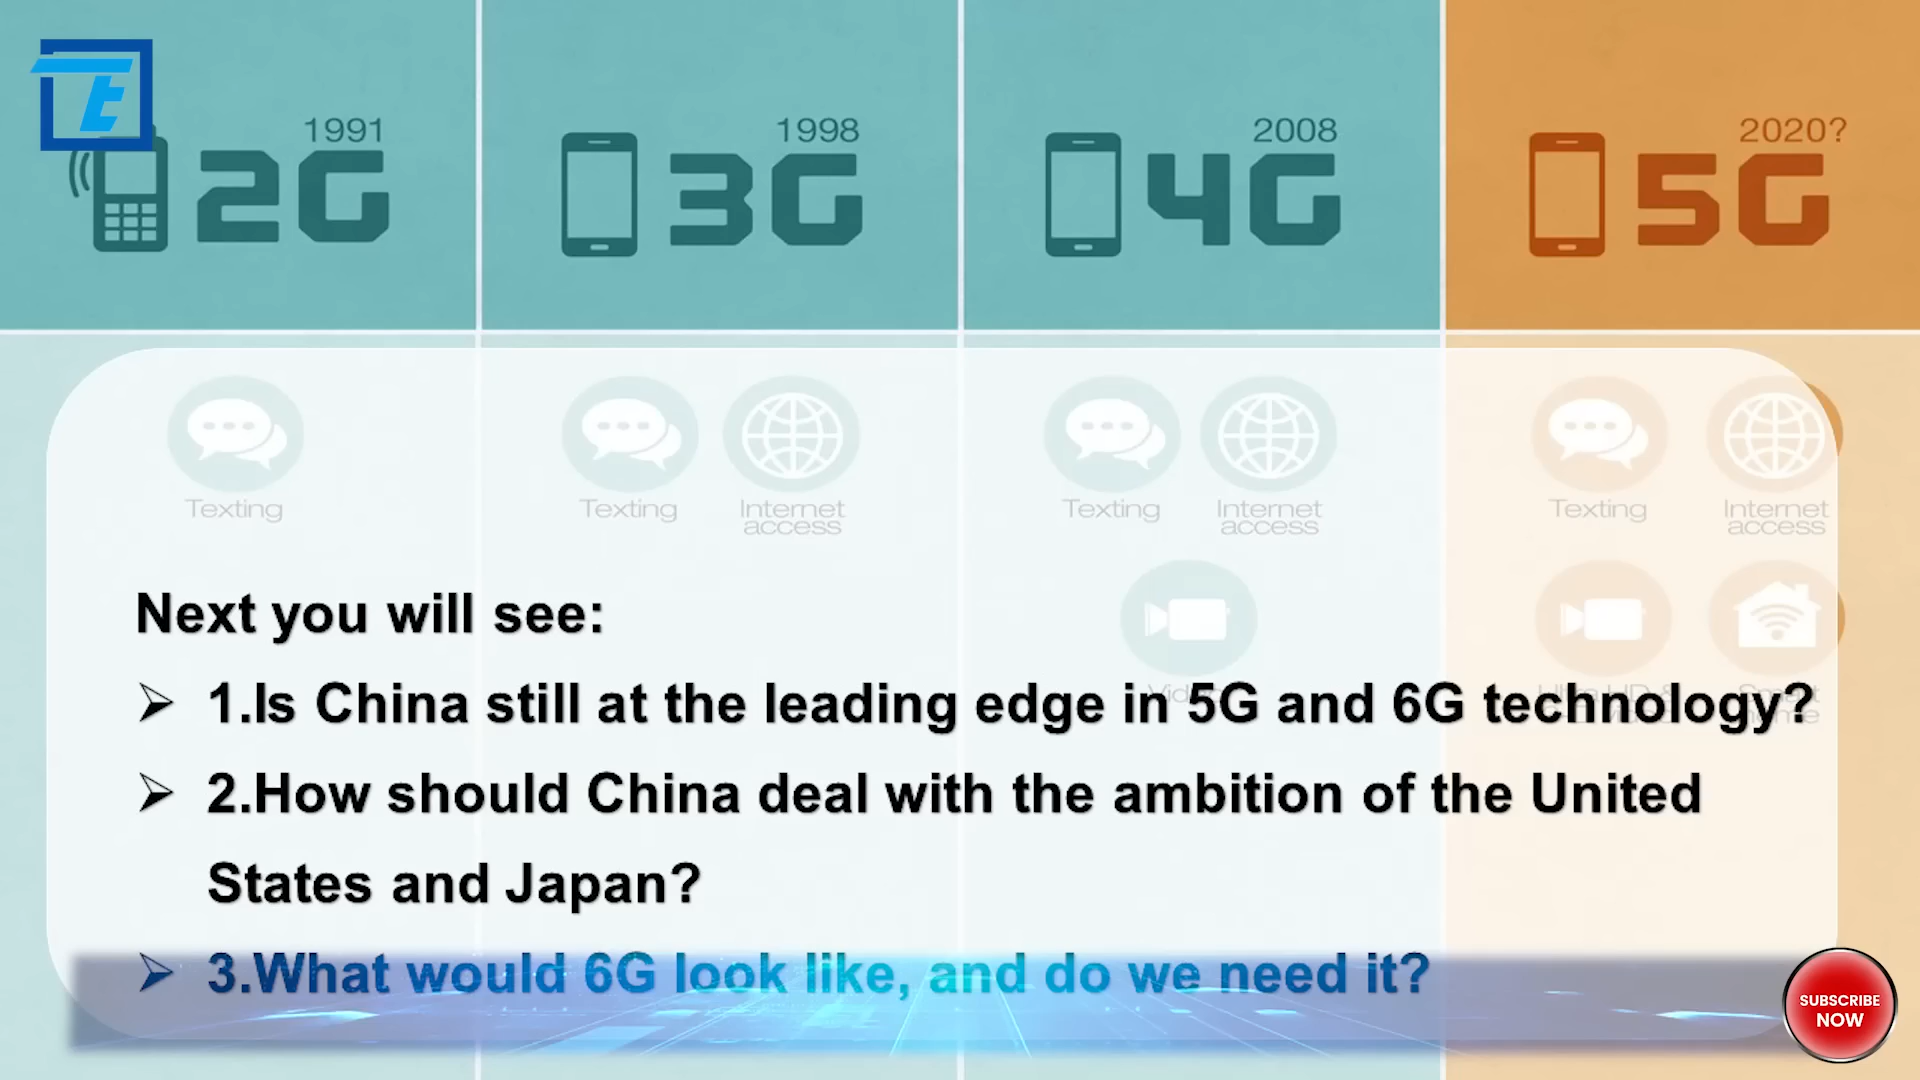 1991
2G
1998
3G
2008
4G
2020?
5G
Texting
Texting
Internet
access
Texting
Internet
access
Texting
Internet
access
Next you will see:
1.Is China still at the leading edge in 5G and 6G technology?
2.How should China deal with the ambition of the United
States and Japan?
3.What would 6G look like, and do we need it?
SUBSCRIBE
NOW